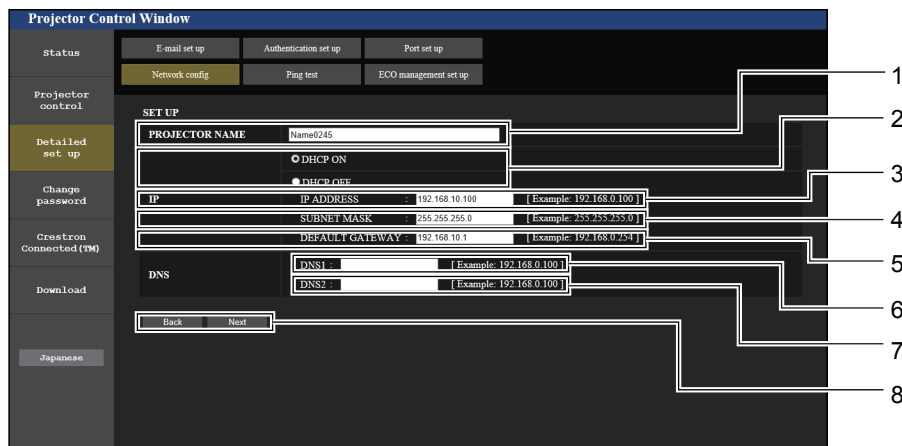 Projector Control Window
Status
Projector control
Detailed set up
Change password
Crestron Connected(TM)
Download
Japanese
E-mail set up
Authentication set up
Port set up
Network config
Ping test
ECO management set up
SET UP
PROJECTOR NAME Name0245
DHCP ON
DHCP OFF
IP IP ADDRESS : 192.168.10.100 [ Example: 192.168.0.100 ]
SUBNET MASK : 255.255.255.0 [ Example: 255.255.255.0 ]
DEFAULT GATEWAY : 192.168.10.1 [ Example: 192.168.0.254 ]
DNS
DNS1 : [ Example: 192.168.0.100 ]
DNS2 : [ Example: 192.168.0.100 ]
Back Next
1
2
3
4
5
6
7
8